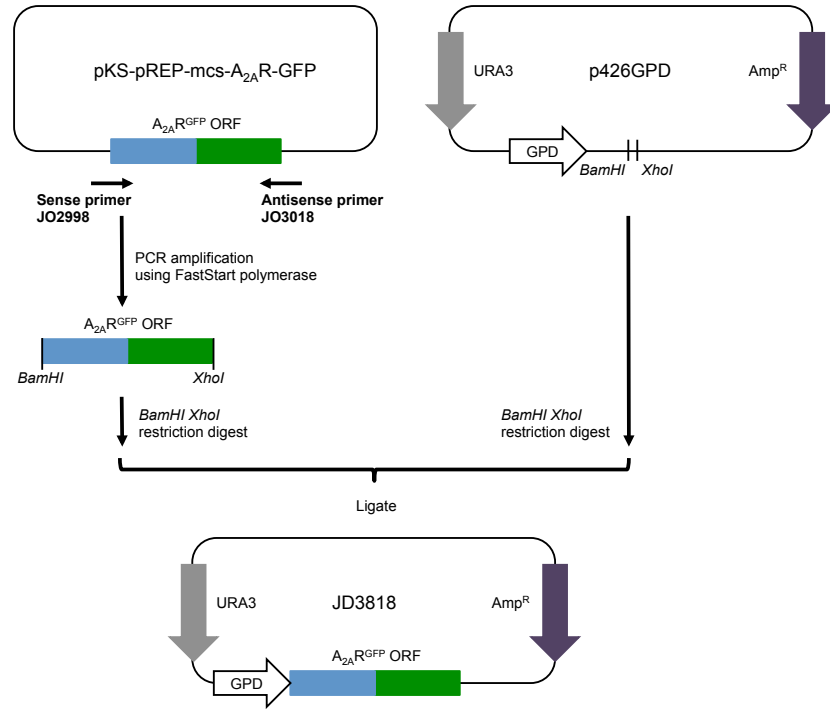 pKS-pREP-mcs-A2AR-GFP
A2ARGFP ORF
Sense primer
JO2998
Antisense primer
JO3018
URA3
p426GPD
AmpR
GPD
BamHI
XhoI
PCR amplification
using FastStart polymerase
A2ARGFP ORF
BamHI
XhoI
BamHI XhoI
restriction digest
BamHI XhoI
restriction digest
Ligate
URA3
JD3818
AmpR
A2ARGFP ORF
GPD